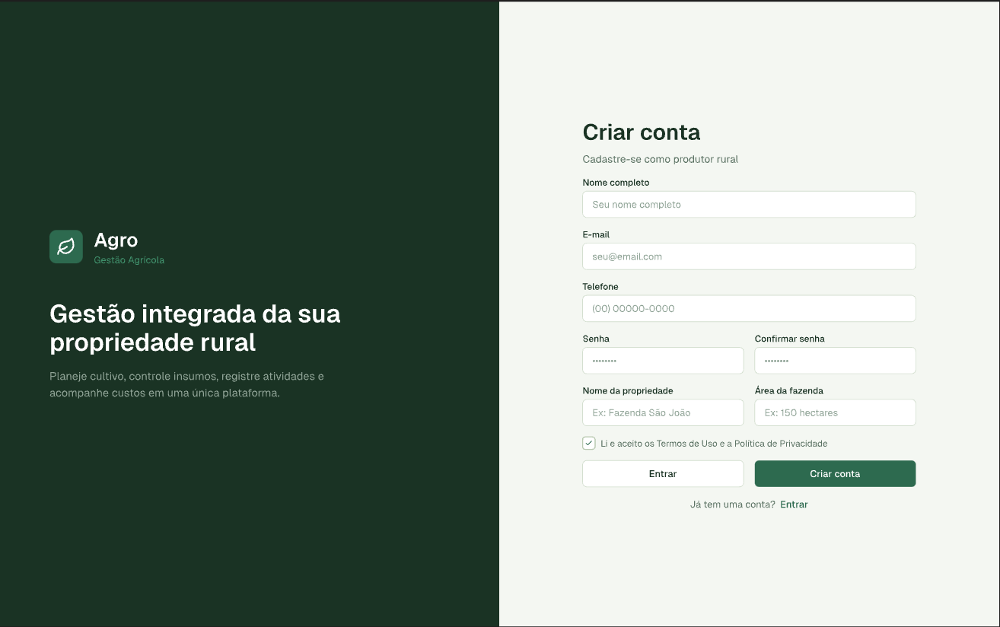 Agro
Gestão Agrícola
Gestão integrada da sua
propriedade rural
Planeje cultivo, controle insumos, registre atividades e
acompanhe custos em uma única plataforma.
Criar conta
Cadastre-se como produtor rural
Nome completo
Seu nome completo
E-mail
seu@email.com
Telefone
(00) 00000-0000
Senha
Confirmar senha
••••••••
••••••••
Nome da propriedade
Área da fazenda
Ex: Fazenda São João
Ex: 150 hectares
Li e aceito os Termos de Uso e a Política de Privacidade
Entrar
Criar conta
Já tem uma conta? Entrar